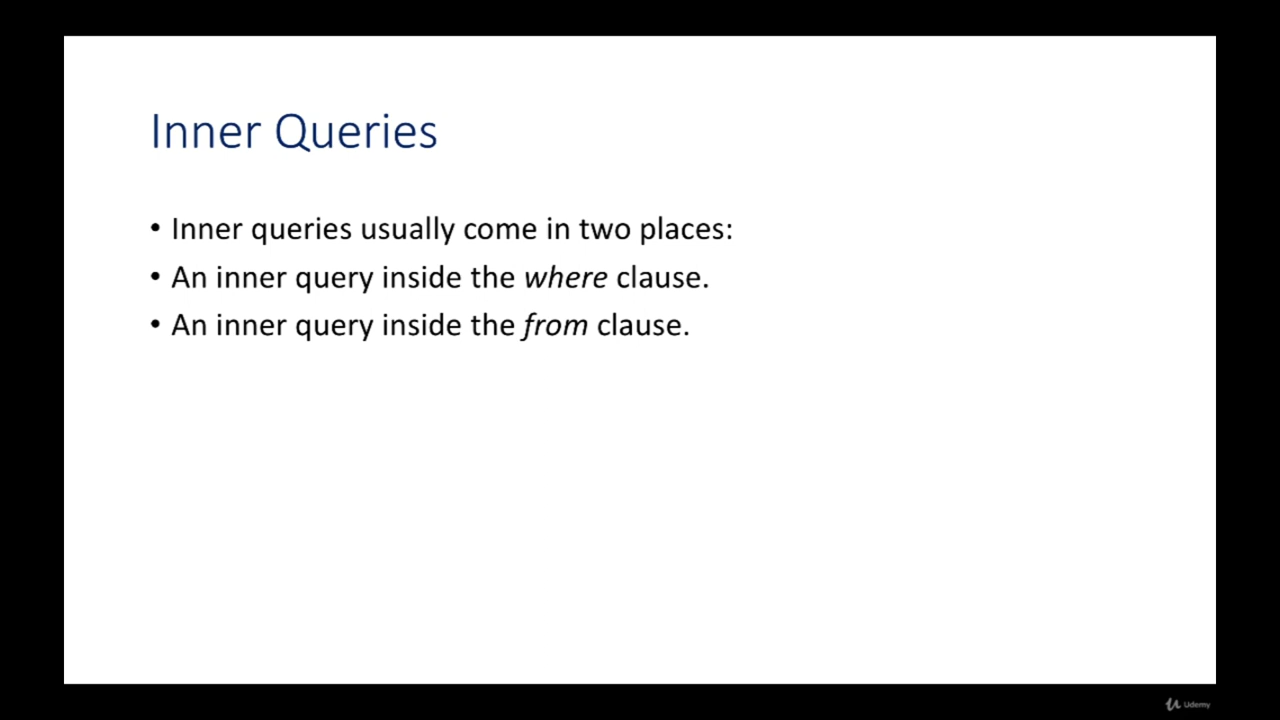 Inner Queries
• Inner queries usually come in two places:
• An inner query inside the where clause.
• An inner query inside the from clause.
Udemy